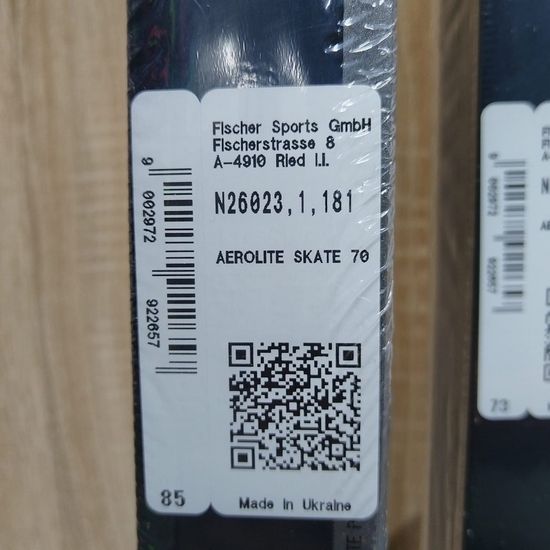 Fischer Sports GmbH
Fischerstrasse 8
A-4910 Ried i.I.
N26023,1,181
AEROLITE SKATE 70
9 002972 922657
85
Made in Ukraine
73